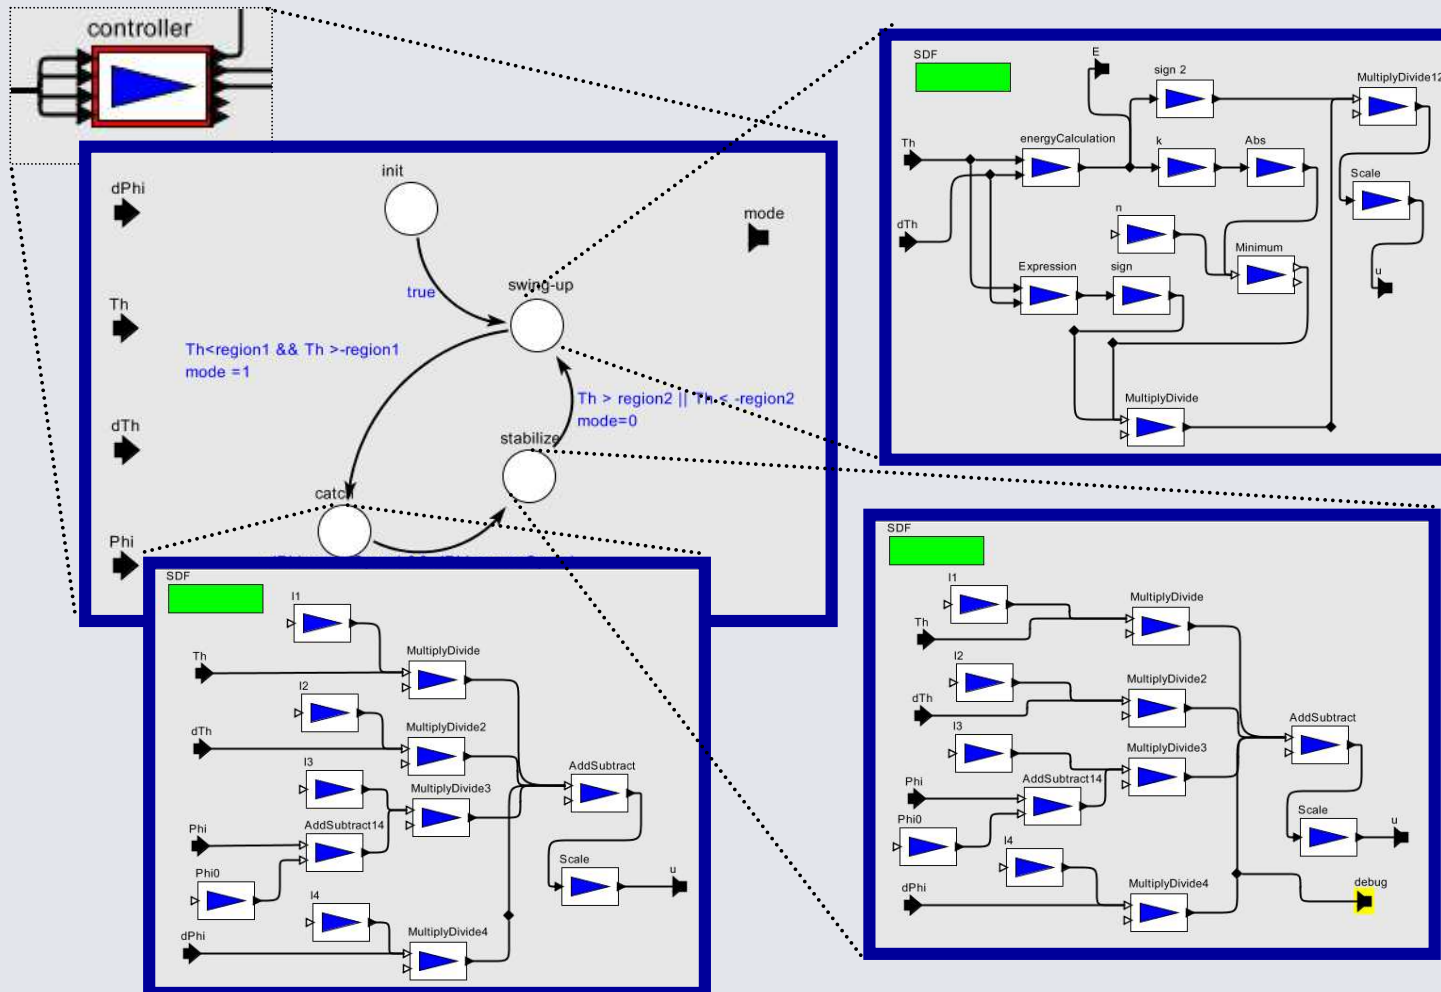 controller
dPhi
Th
dTh
Phi
init
mode
true
swing-up
Th<region1 && Th >-region1
mode =1
Th > region2 || Th < -region2
mode=0
stabilize
catch
SDF
E
sign 2
MultiplyDivide12
Th
energyCalculation
k
Abs
Scale
n
dTh
Minimum
Expression
sign
u
MultiplyDivide
SDF
I1
Th
MultiplyDivide
I2
dTh
MultiplyDivide2
I3
AddSubtract
MultiplyDivide3
Phi
AddSubtract14
Phi0
Scale
u
I4
dPhi
MultiplyDivide4
SDF
I1
MultiplyDivide
Th
I2
MultiplyDivide2
dTh
AddSubtract
I3
MultiplyDivide3
Phi
AddSubtract14
Phi0
Scale
u
I4
debug
dPhi
MultiplyDivide4